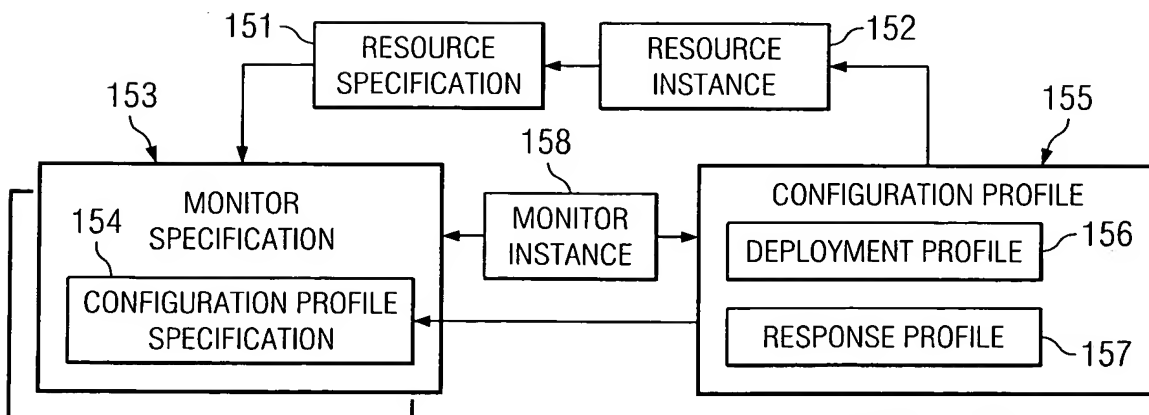 151
RESOURCE
SPECIFICATION
RESOURCE
INSTANCE
152
153
MONITOR
SPECIFICATION
154
CONFIGURATION PROFILE
SPECIFICATION
158
MONITOR
INSTANCE
155
CONFIGURATION PROFILE
DEPLOYMENT PROFILE
156
RESPONSE PROFILE
157